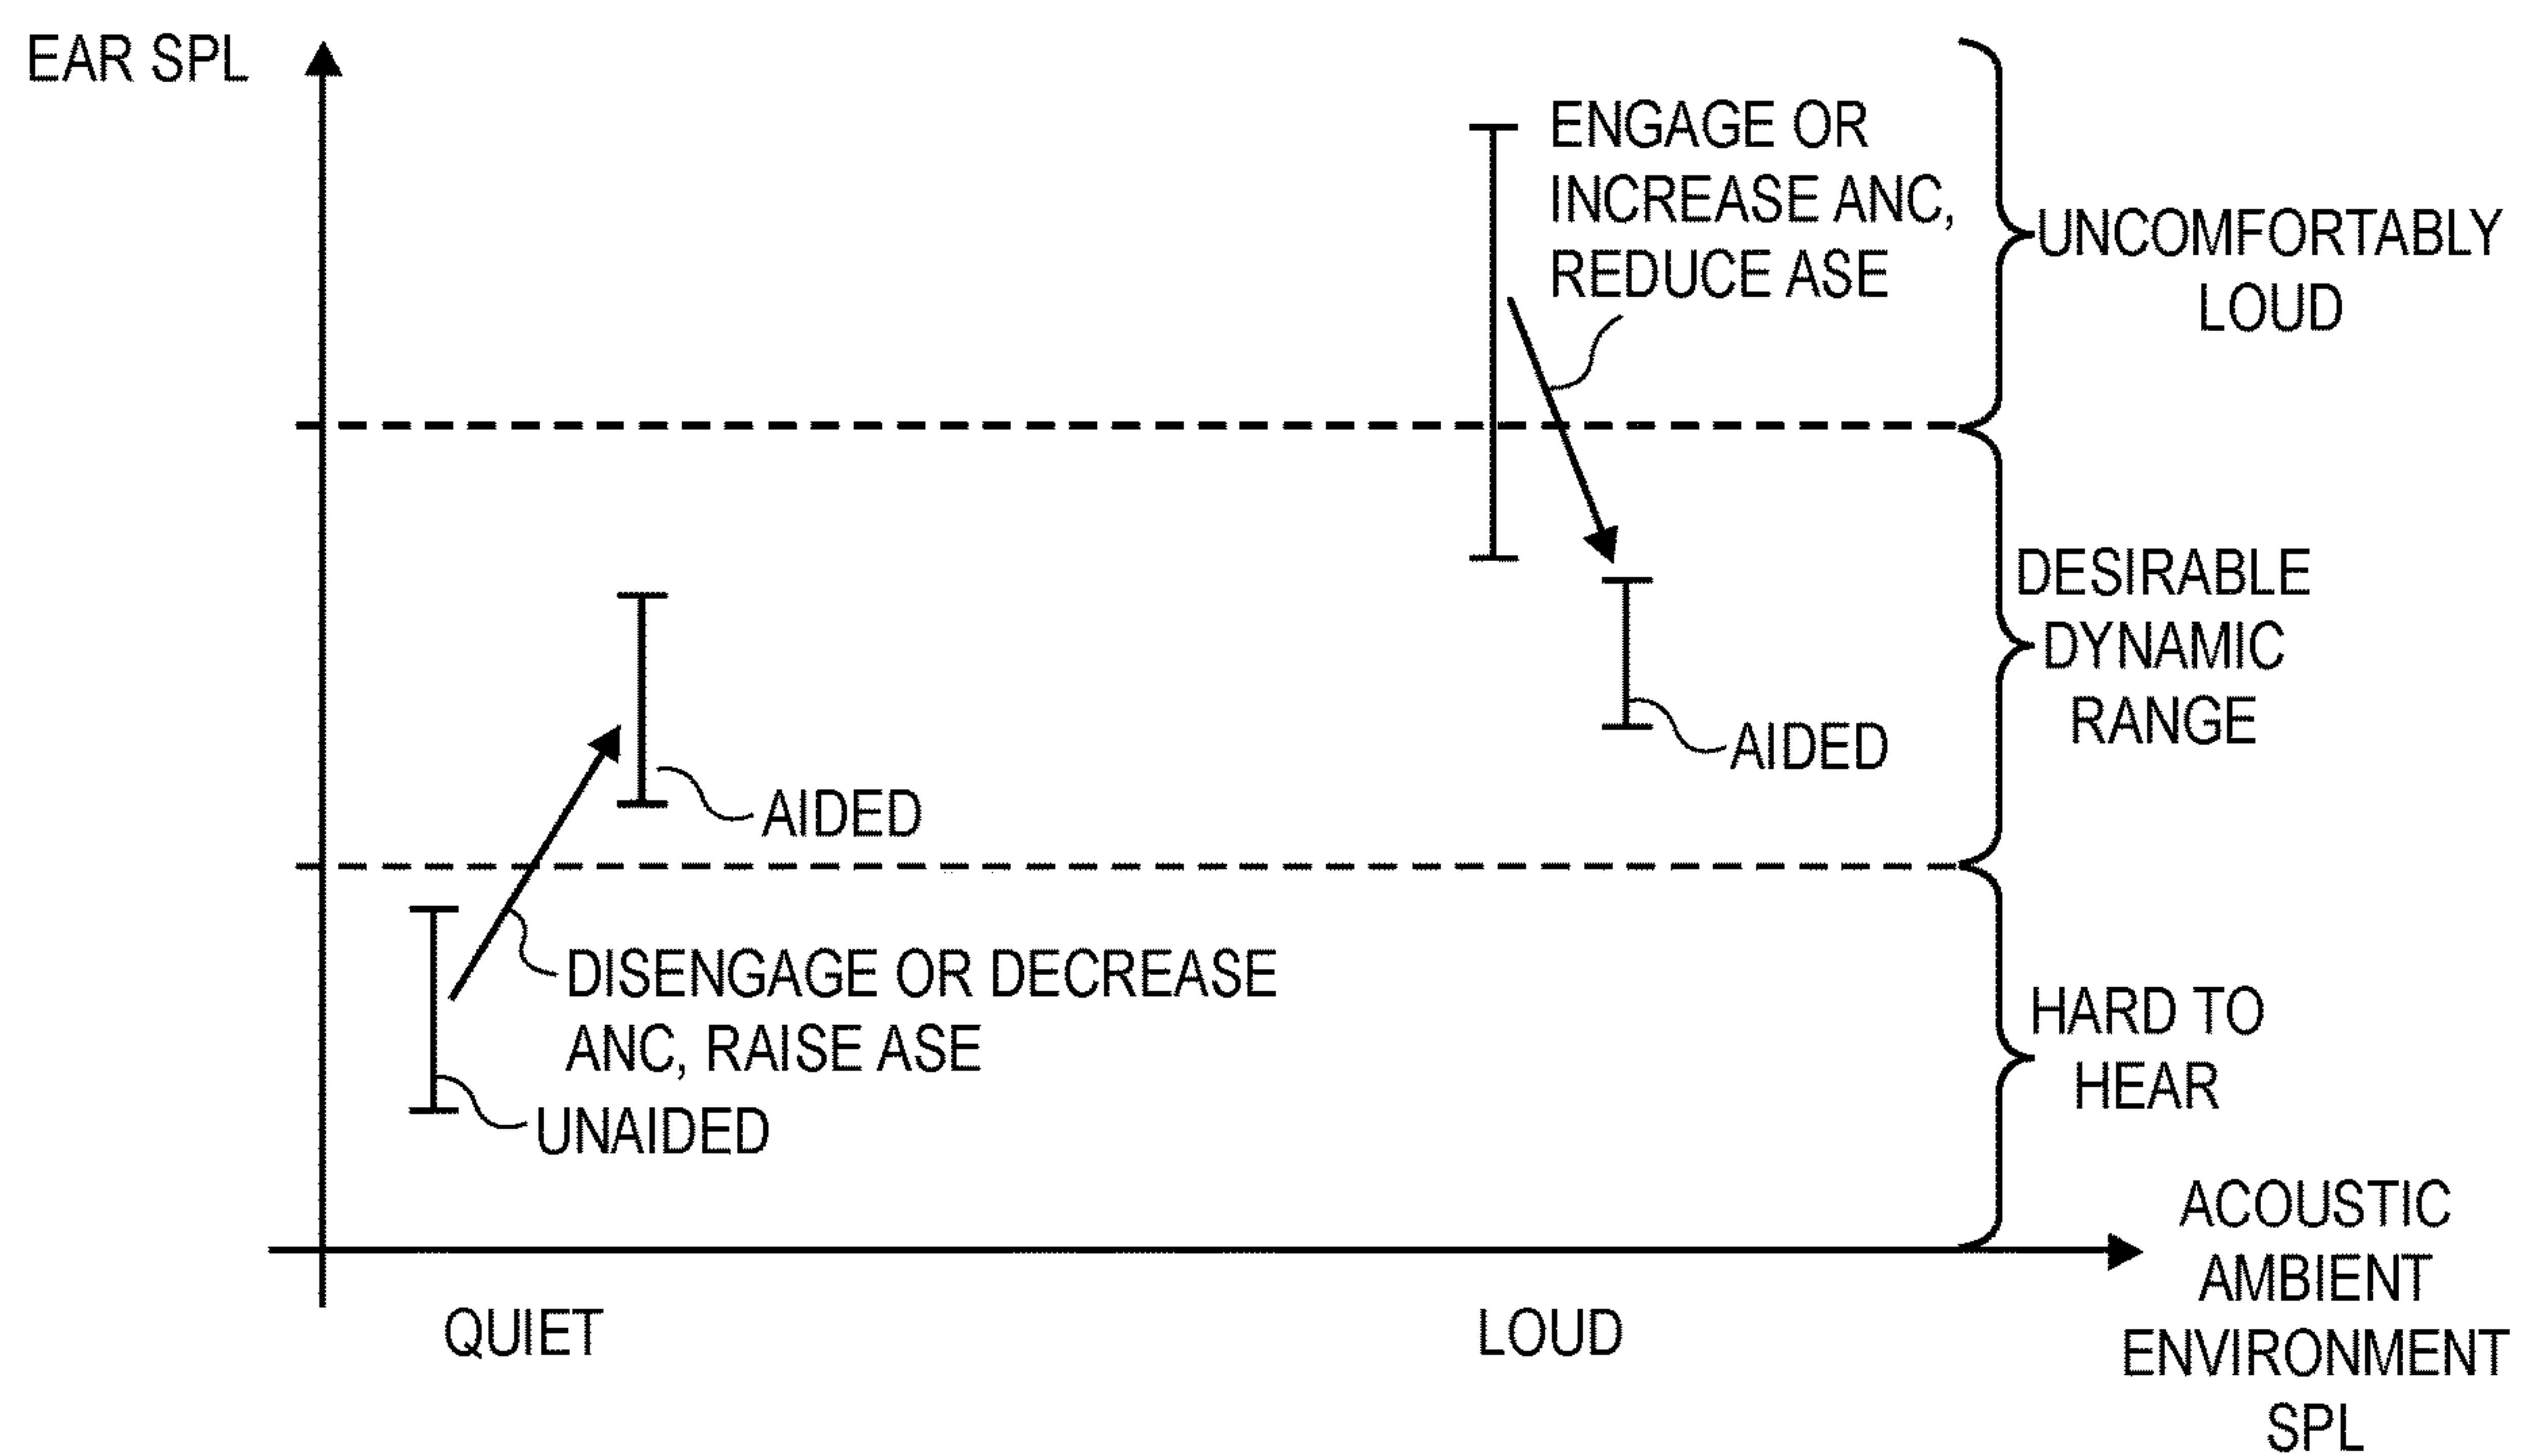 EAR SPL
ENGAGE OR
INCREASE ANC,
REDUCE ASE
UNCOMFORTABLY
LOUD
DESIRABLE
DYNAMIC
RANGE
AIDED
AIDED
DISENGAGE OR DECREASE
ANC, RAISE ASE
UNAIDED
HARD TO
HEAR
ACOUSTIC
AMBIENT
ENVIRONMENT
SPL
QUIET
LOUD